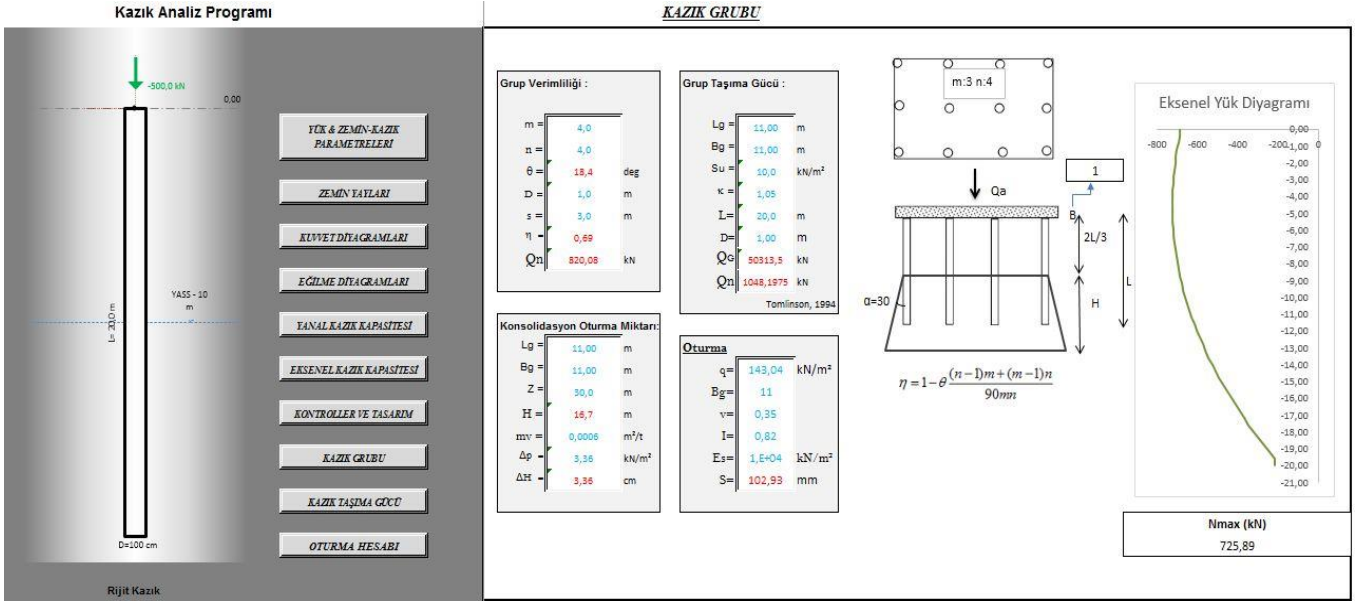 Kazık Analiz Programı
-500,0 kN
0,00
L= 20,0 m
YASS - 10
m
D=100 cm
Rijit Kazık
YÜK & ZEMİN-KAZIK
PARAMETRELERİ
ZEMİN YAYLARI
KUVVET DİYAGRAMLARI
EĞİLME DİYAGRAMLARI
YANAL KAZIK KAPASİTESİ
EKSENEL KAZIK KAPASİTESİ
KONTROLLER VE TASARIM
KAZIK GRUBU
KAZIK TAŞIMA GÜCÜ
OTURMA HESABI
KAZIK GRUBU
Grup Verimliliği :
m = 4,0
n = 4,0
θ = 18,4 deg
D = 1,0 m
s = 3,0 m
η = 0,69
Qn 820,08 kN
Grup Taşıma Gücü :
Lg = 11,00 m
Bg = 11,00 m
Su = 10,0 kN/m²
κ = 1,05
L= 20,0 m
D= 1,00 m
QG 50313,5 kN
Qn 1048,1975 kN
Tomlinson, 1994
Konsolidasyon Oturma Miktarı:
Lg = 11,00 m
Bg = 11,00 m
Z = 30,0 m
H = 16,7 m
mv = 0,0006 m²/t
Δp = 3,36 kN/m²
ΔH = 3,36 cm
Oturma
q= 143,04 kN/m²
Bg= 11
v= 0,35
I= 0,82
Es= 1,E+04 kN/m²
S= 102,93 mm
m:3 n:4
Qa
1
B
2L/3
L
H
α=30
η = 1 - θ (n-1)m + (m-1)n / 90mn
Eksenel Yük Diyagramı
-800 -600 -400 -200 0
0,00
-1,00
-2,00
-3,00
-4,00
-5,00
-6,00
-7,00
-8,00
-9,00
-10,00
-11,00
-12,00
-13,00
-14,00
-15,00
-16,00
-17,00
-18,00
-19,00
-20,00
-21,00
Nmax (kN)
725,89